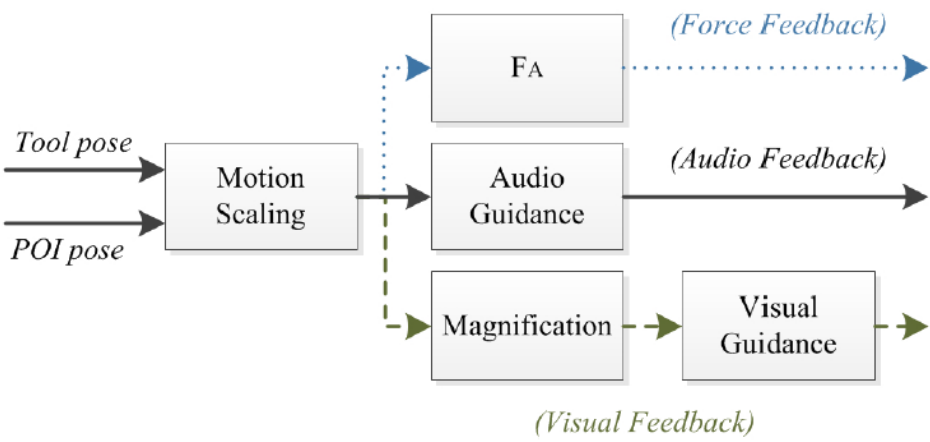 (Force Feedback)
FA
Tool pose
Motion
Scaling
POI pose
(Audio Feedback)
Audio
Guidance
Magnification
Visual
Guidance
(Visual Feedback)